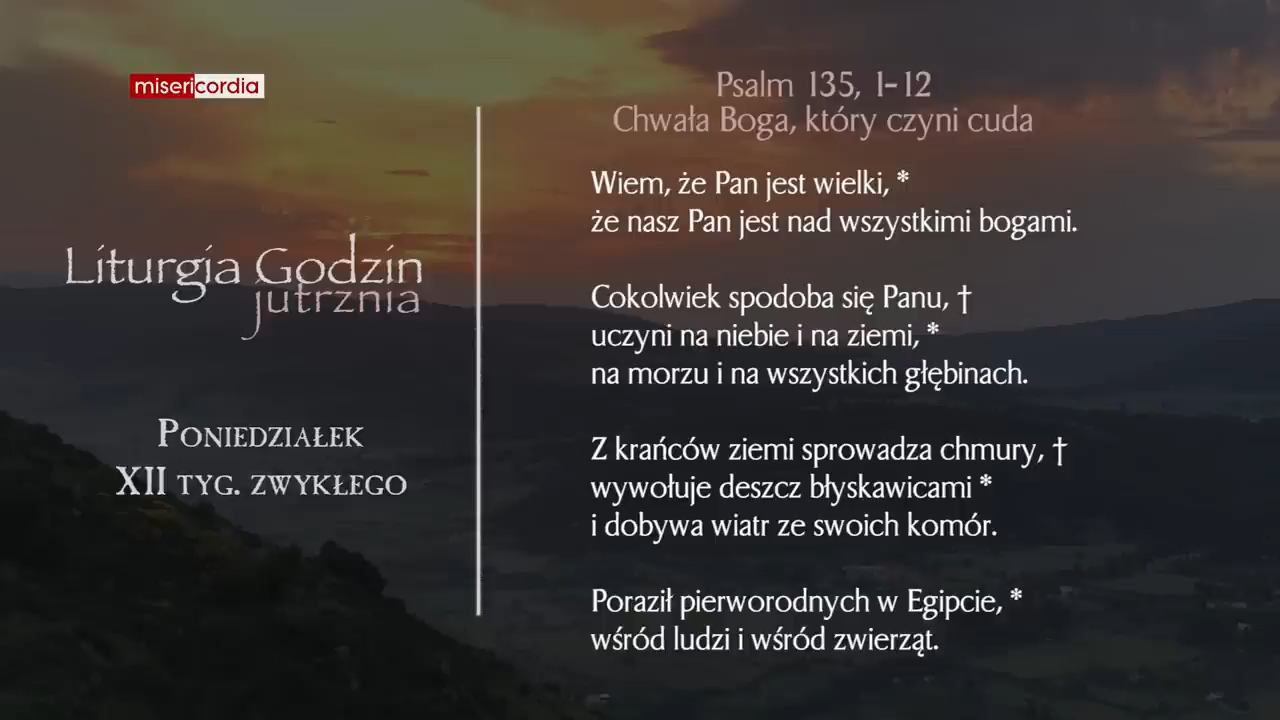 misericordia
Liturgia Godzin
jutrznia
Poniedziałek
XII tyg. zwykłego
Psalm 135, 1-12
Chwała Boga, który czyni cuda
Wiem, że Pan jest wielki, *
że nasz Pan jest nad wszystkimi bogami.
Cokolwiek spodoba się Panu, †
uczyni na niebie i na ziemi, *
na morzu i na wszystkich głębinach.
Z krańców ziemi sprowadza chmury, †
wywołuje deszcz błyskawicami *
i dobywa wiatr ze swoich komór.
Poraził pierworodnych w Egipcie, *
wśród ludzi i wśród zwierząt.